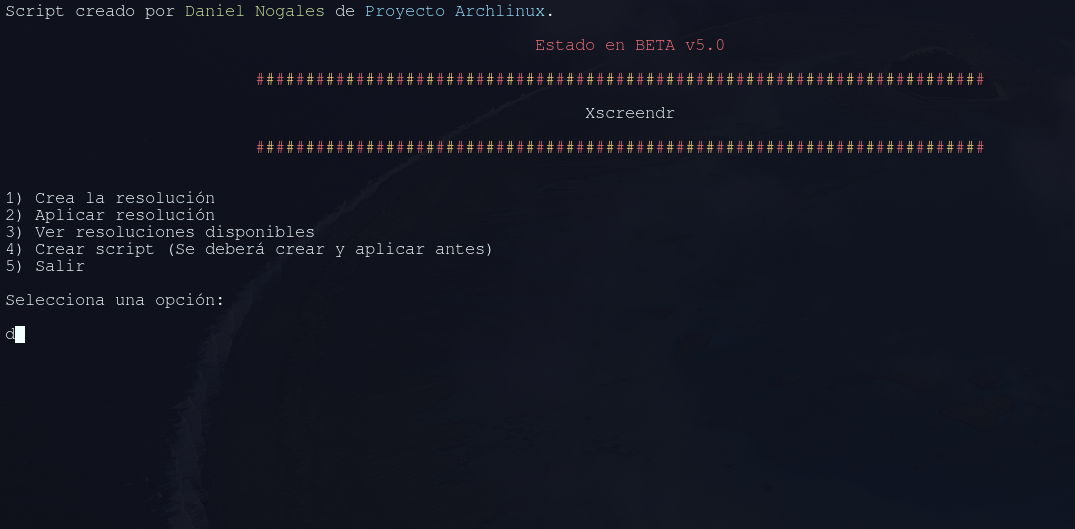 Script creado por Daniel Nogales de Proyecto Archlinux.
Estado en BETA v5.0
#########################################################################
Xscreendr
#########################################################################
1) Crea la resolución
2) Aplicar resolución
3) Ver resoluciones disponibles
4) Crear script (Se deberá crear y aplicar antes)
5) Salir
Selecciona una opción:
d